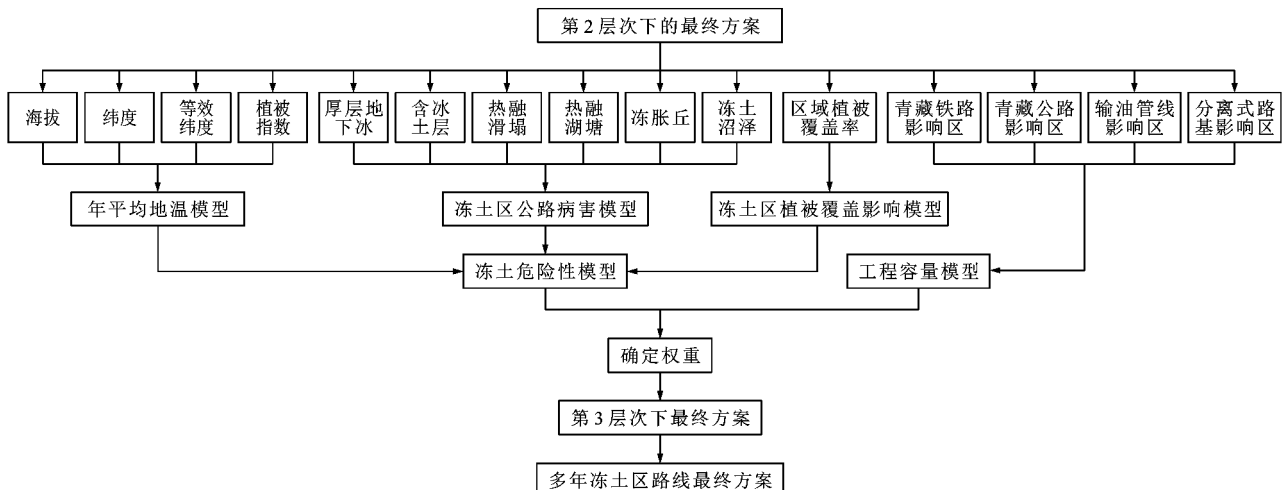 第2层次下的最终方案
海拔
纬度
等效
纬度
植被
指数
厚层地
下冰
含冰
土层
热融
滑塌
热融
湖塘
冻胀丘
冻土
沼泽
区域植被
覆盖率
青藏铁路
影响区
青藏公路
影响区
输油管线
影响区
分离式路
基影响区
年平均地温模型
冻土区公路病害模型
冻土区植被覆盖影响模型
冻土危险性模型
工程容量模型
确定权重
第3层次下最终方案
多年冻土区路线最终方案